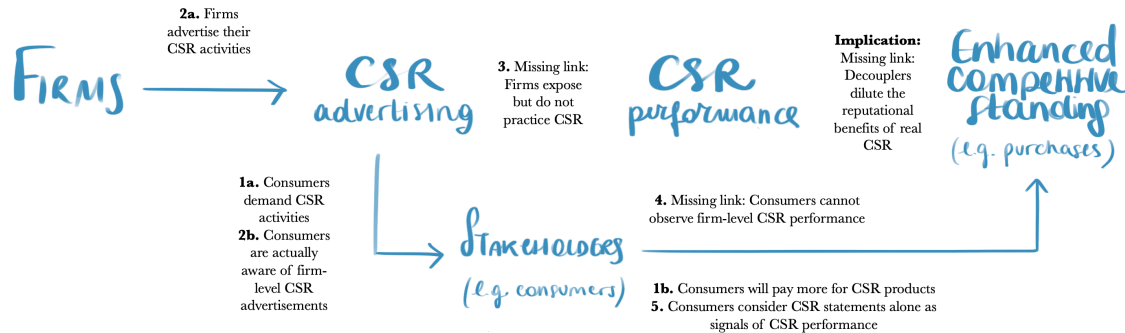 2a. Firms
advertise their
CSR activities
FIRMS
CSR
advertising
3. Missing link:
Firms expose
but do not
practice CSR
CSR
performance
Implication:
Missing link:
Decouplers
dilute the
reputational
benefits of real
CSR
Enhanced
competitive
standing
(e.g. purchases)
1a. Consumers
demand CSR
activities
2b. Consumers
are actually
aware of firm-
level CSR
advertisements
STAKEHOLDERS
(e.g. consumers)
4. Missing link: Consumers cannot
observe firm-level CSR performance
1b. Consumers will pay more for CSR products
5. Consumers consider CSR statements alone as
signals of CSR performance